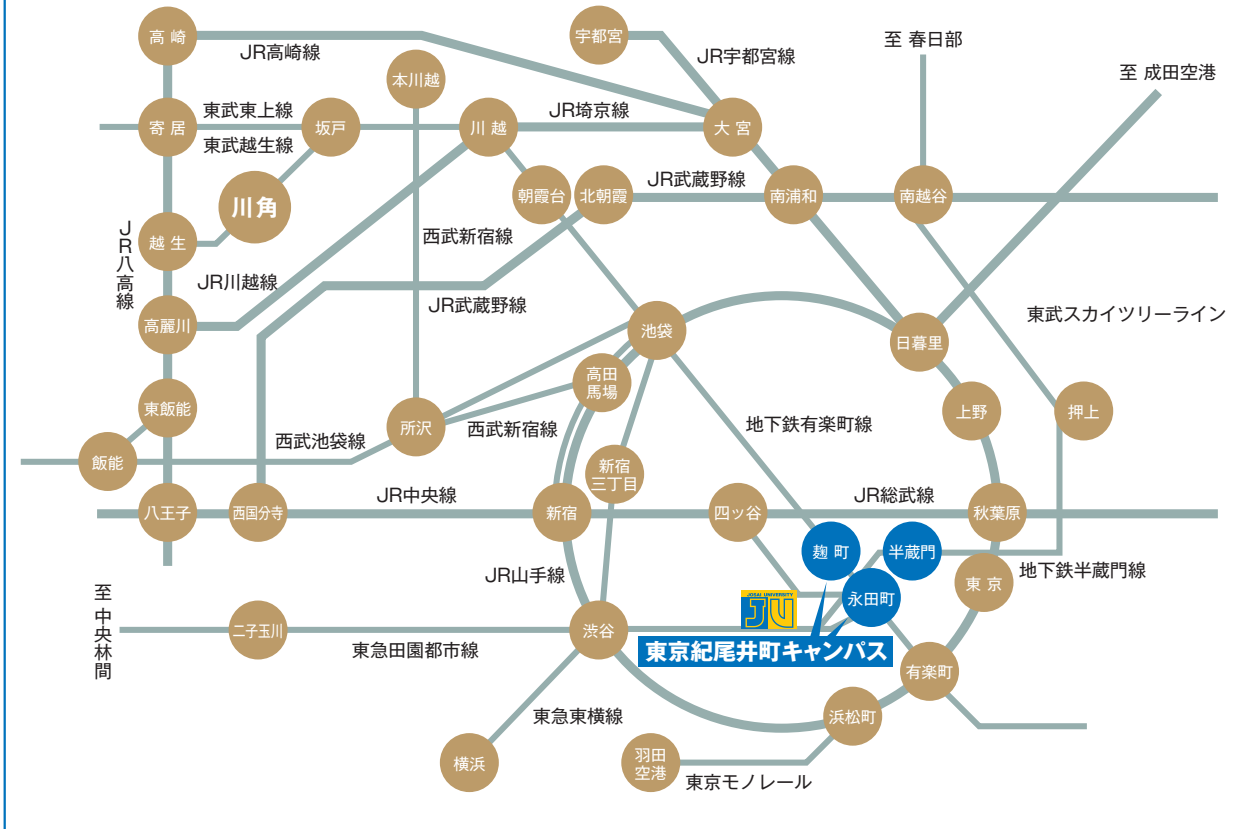 高崎
JR高崎線
宇都宮
JR宇都宮線
至 春日部
至 成田空港
本川越
東武東上線
JR埼京線
寄居
坂戸
川越
大宮
東武越生線
朝霞台
北朝霞
JR武蔵野線
南浦和
南越谷
川角
JR八高線
越生
西武新宿線
JR川越線
JR武蔵野線
東武スカイツリーライン
高麗川
池袋
日暮里
高田
馬場
東飯能
上野
押上
所沢
西武新宿線
地下鉄有楽町線
西武池袋線
飯能
新宿
三丁目
JR中央線
JR総武線
八王子
西国分寺
新宿
四ッ谷
秋葉原
麹町
半蔵門
JR山手線
地下鉄半蔵門線
東京
至 中央林間
永田町
JOSAI UNIVERSITY
JU
二子玉川
渋谷
東急田園都市線
東京紀尾井町キャンパス
有楽町
東急東横線
浜松町
横浜
羽田
空港
東京モノレール